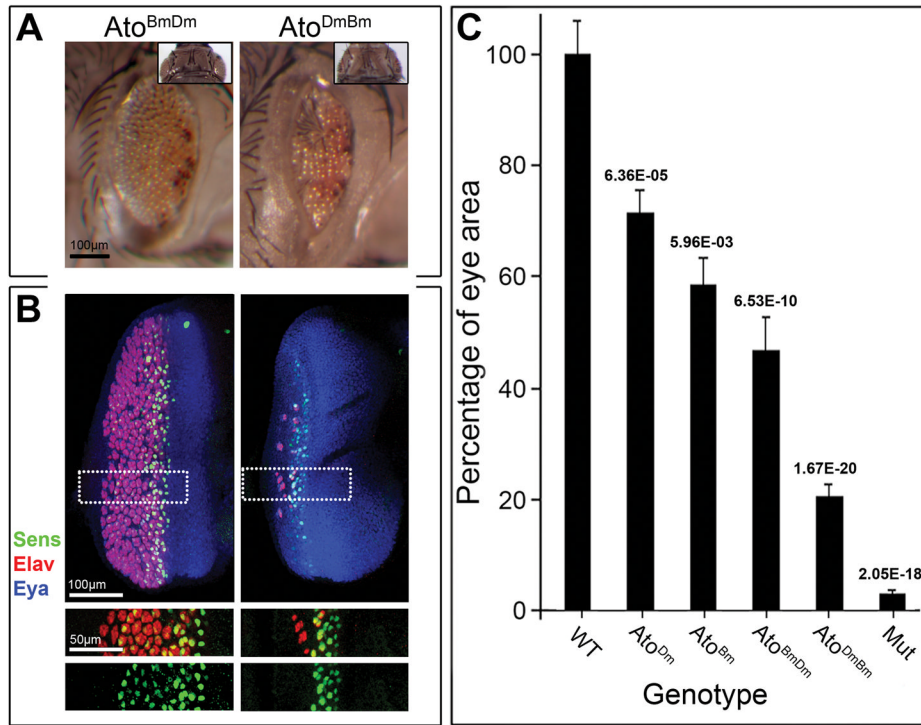 A
Ato^BmDm
Ato^DmBm
100µm
B
Sens
Elav
Eya
100µm
50µm
C
Percentage of eye area
100
80
60
40
20
0
6.36E-05
5.96E-03
6.53E-10
1.67E-20
2.05E-18
WT
Ato^Dm
Ato^Bm
Ato^BmDm
Ato^DmBm
Mut
Genotype